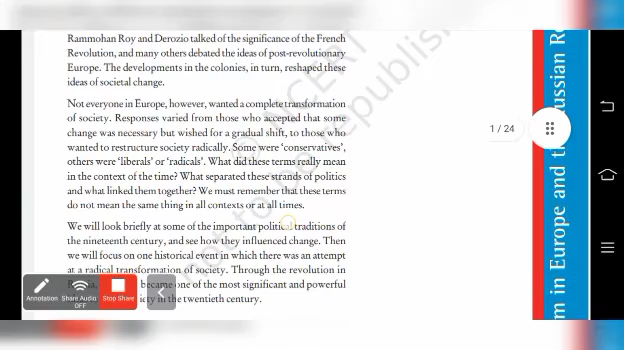 Rammohan Roy and Derozio talked of the significance of the French
Revolution, and many others debated the ideas of post-revolutionary
Europe. The developments in the colonies, in turn, reshaped these
ideas of societal change.
Not everyone in Europe, however, wanted a complete transformation
of society. Responses varied from those who accepted that some
change was necessary but wished for a gradual shift, to those who
wanted to restructure society radically. Some were ‘conservatives’,
others were ‘liberals’ or ‘radicals’. What did these terms really mean
in the context of the time? What separated these strands of politics
and what linked them together? We must remember that these terms
do not mean the same thing in all contexts or at all times.
We will look briefly at some of the important political traditions of
the nineteenth century, and see how they influenced change. Then
we will focus on one historical event in which there was an attempt
at a radical transformation of society. Through the revolution in
became one of the most significant and powerful
in the twentieth century.
Annotation
Share Audo
OFF
Stop Share
1 / 24
m in Europe and the Russian Re
© NCERT
not to be republish